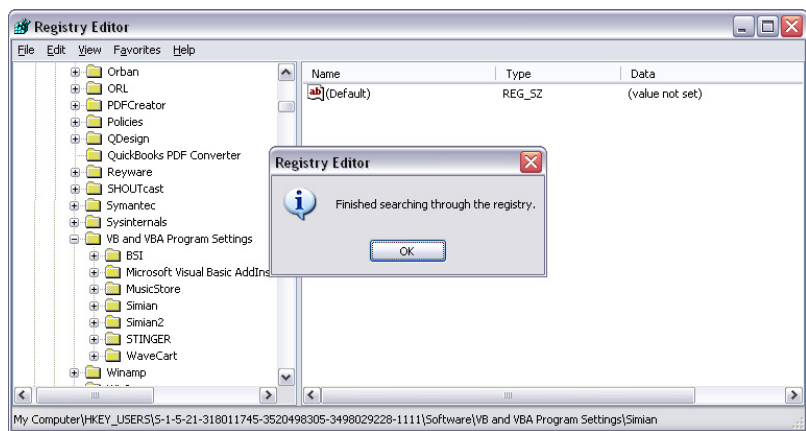 Registry Editor
File Edit View Favorites Help
Orban
ORL
PDFCreator
Policies
QDesign
QuickBooks PDF Converter
Reyware
SHOUTcast
Symantec
Sysinternals
VB and VBA Program Settings
BSI
Microsoft Visual Basic AddIns
MusicStore
Simian
Simian2
STINGER
WaveCart
Winamp
Name Type Data
ab (Default) REG_SZ (value not set)
Registry Editor
Finished searching through the registry.
OK
My Computer\HKEY_USERS\S-1-5-21-318011745-3520498305-3498029228-1111\Software\VB and VBA Program Settings\Simian